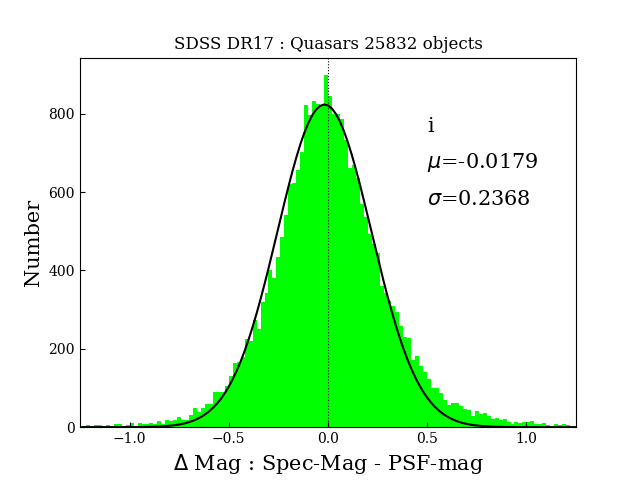 SDSS DR17 : Quasars 25832 objects
800
600
400
200
0
Number
i
μ=-0.0179
σ=0.2368
−1.0 −0.5 0.0 0.5 1.0
Δ Mag : Spec-Mag - PSF-mag